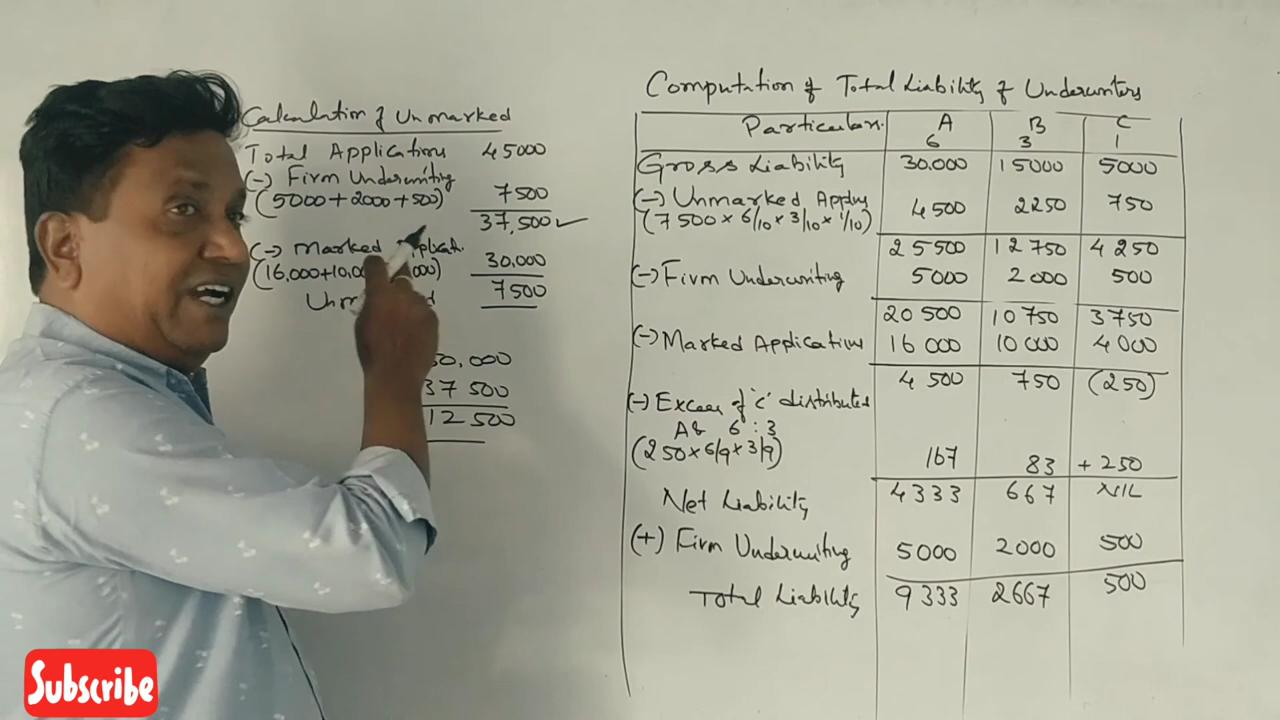 Calculation of Unmarked
Total Applications 45000
(-) Firm Underwriting
(5000+2000+500) 7500
37,500 ✓
(-) Marked
(16,000+10,000 30,000
7500
37 500
12 500
Computation of Total Liability of Underwriters
Particulars. A B C
6 3 1
Gross Liability 30.000 15000 5000
(-) Unmarked Appins
(7500 x 6/10 x 3/10 x 1/10) 4500 2250 750
25500 12750 4250
(-) Firm Underwriting 5000 2000 500
20500 10750 3750
(-) Marked Applications 16000 10000 4000
4500 750 (250)
(-) Excess of 'C' distributed
A& 6:3
(250 x 6/9 x 3/9) 167 83 +250
Net Liability 4333 667 NIL
(+) Firm Underwriting 5000 2000 500
Total Liability 9333 2667 500
Subscribe